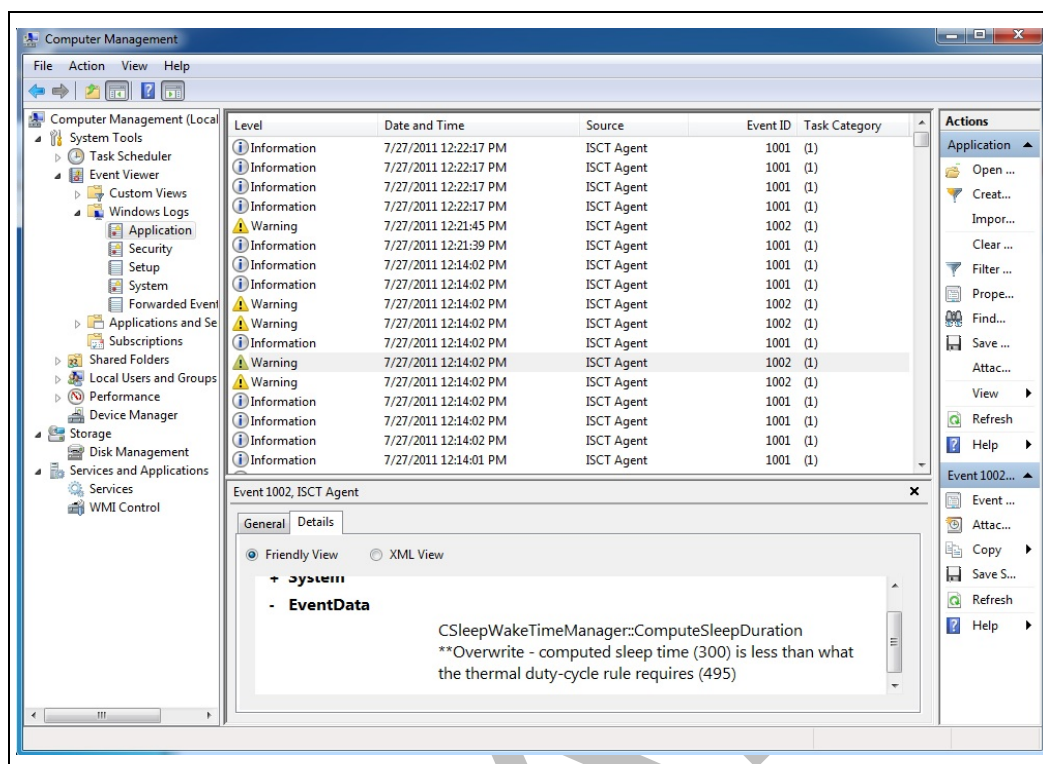 Computer Management
File Action View Help
Computer Management (Local
System Tools
Task Scheduler
Event Viewer
Custom Views
Windows Logs
Application
Security
Setup
System
Forwarded Event
Applications and Se
Subscriptions
Shared Folders
Local Users and Groups
Performance
Device Manager
Storage
Disk Management
Services and Applications
Services
WMI Control
Level Date and Time Source Event ID Task Category
Information 7/27/2011 12:22:17 PM ISCT Agent 1001 (1)
Information 7/27/2011 12:22:17 PM ISCT Agent 1001 (1)
Information 7/27/2011 12:22:17 PM ISCT Agent 1001 (1)
Information 7/27/2011 12:22:17 PM ISCT Agent 1001 (1)
Warning 7/27/2011 12:21:45 PM ISCT Agent 1002 (1)
Information 7/27/2011 12:21:39 PM ISCT Agent 1001 (1)
Information 7/27/2011 12:14:02 PM ISCT Agent 1001 (1)
Information 7/27/2011 12:14:02 PM ISCT Agent 1001 (1)
Warning 7/27/2011 12:14:02 PM ISCT Agent 1002 (1)
Warning 7/27/2011 12:14:02 PM ISCT Agent 1002 (1)
Information 7/27/2011 12:14:02 PM ISCT Agent 1001 (1)
Warning 7/27/2011 12:14:02 PM ISCT Agent 1002 (1)
Warning 7/27/2011 12:14:02 PM ISCT Agent 1002 (1)
Information 7/27/2011 12:14:02 PM ISCT Agent 1001 (1)
Information 7/27/2011 12:14:02 PM ISCT Agent 1001 (1)
Information 7/27/2011 12:14:02 PM ISCT Agent 1001 (1)
Information 7/27/2011 12:14:01 PM ISCT Agent 1001 (1)
Event 1002, ISCT Agent
General Details
Friendly View XML View
+ System
- EventData
CSleepWakeTimeManager::ComputeSleepDuration
**Overwrite - computed sleep time (300) is less than what
the thermal duty-cycle rule requires (495)
Actions
Application
Open ...
Creat...
Impor...
Clear ...
Filter ...
Prope...
Find...
Save ...
Attac...
View
Refresh
Help
Event 1002...
Event ...
Attac...
Copy
Save S...
Refresh
Help